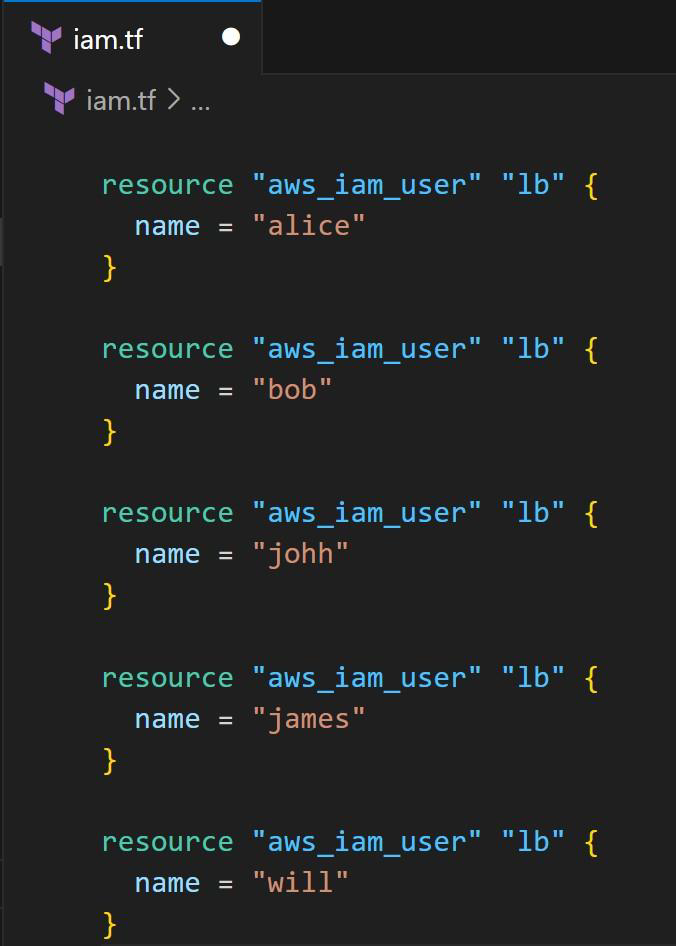 iam.tf
iam.tf > ...
resource "aws_iam_user" "lb" {
name = "alice"
}
resource "aws_iam_user" "lb" {
name = "bob"
}
resource "aws_iam_user" "lb" {
name = "johh"
}
resource "aws_iam_user" "lb" {
name = "james"
}
resource "aws_iam_user" "lb" {
name = "will"
}